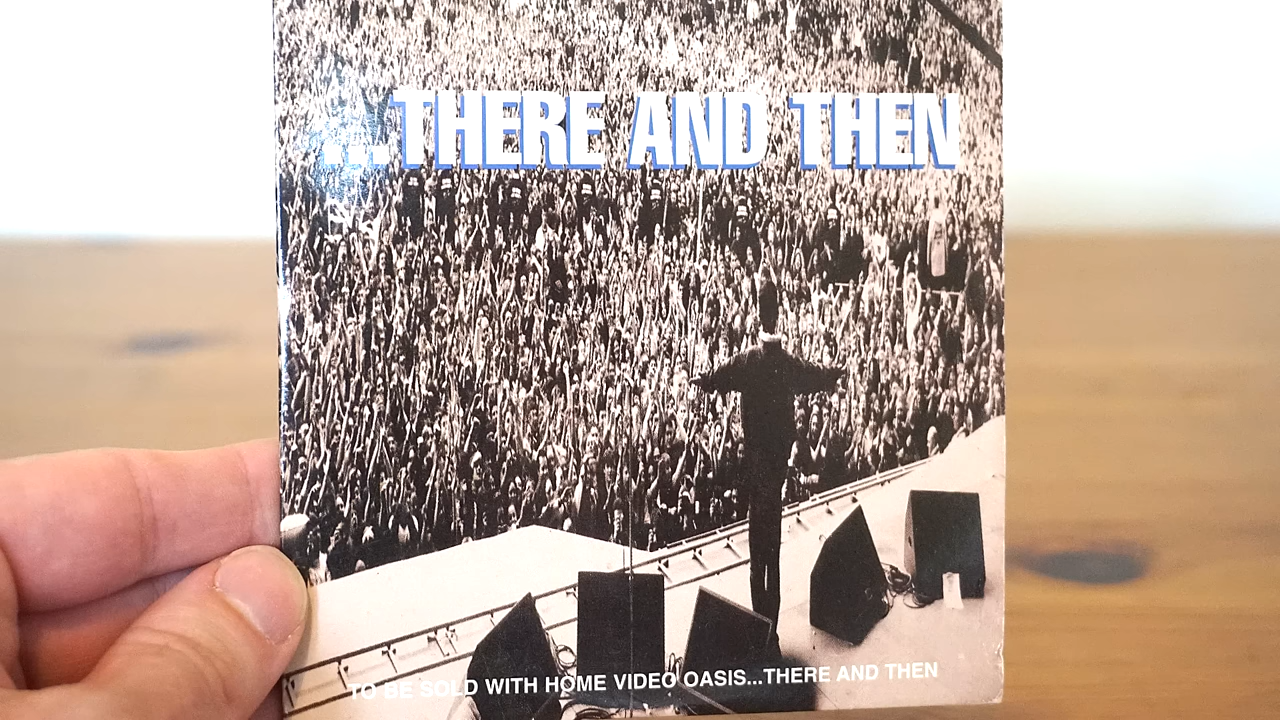 ...THERE AND THEN
TO BE SOLD WITH HOME VIDEO OASIS...THERE AND THEN